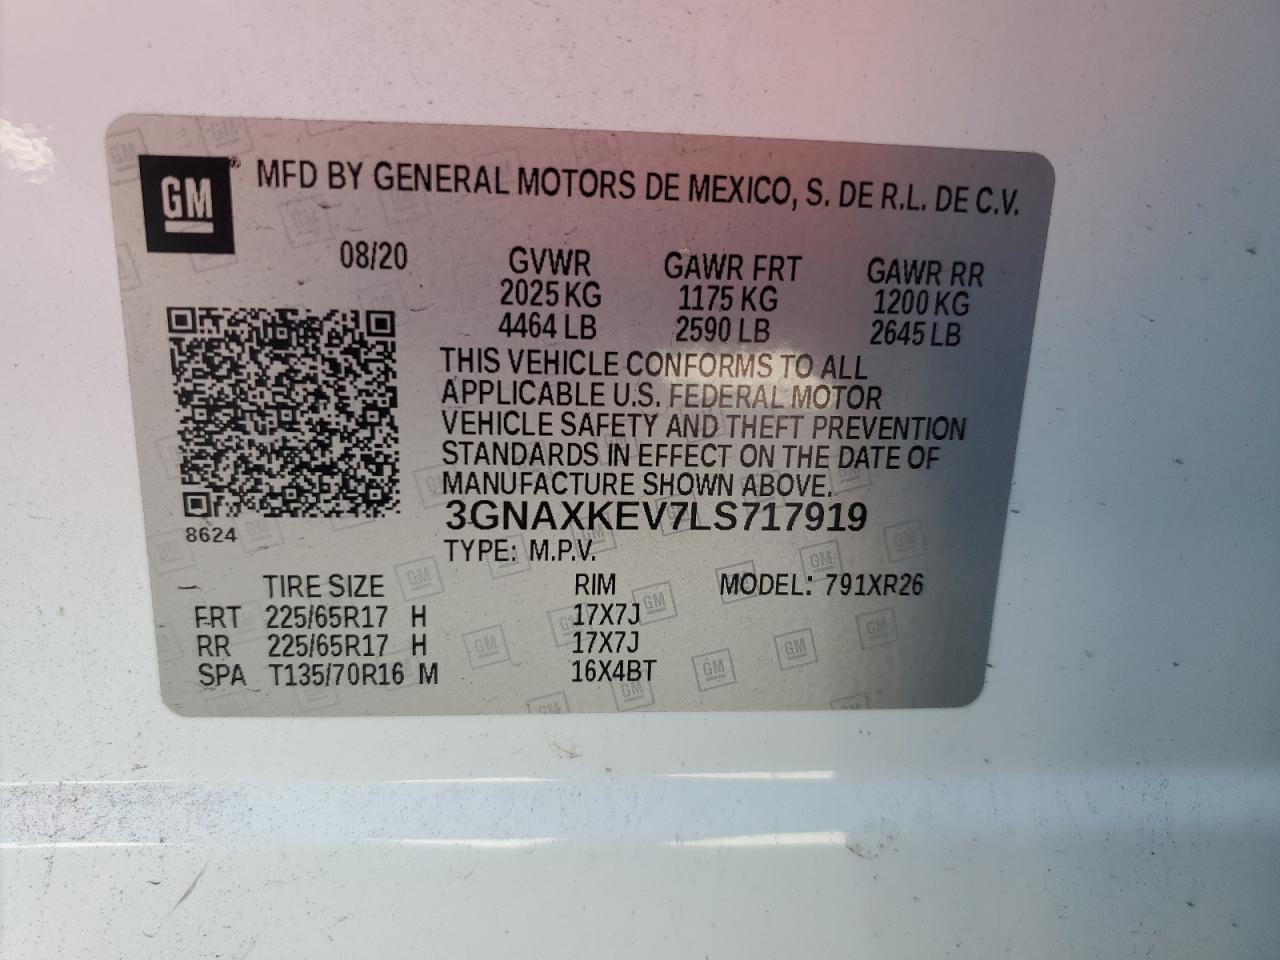 GM® MFD BY GENERAL MOTORS DE MEXICO, S. DE R.L. DE C.V.
08/20 GVWR GAWR FRT GAWR RR
2025 KG 1175 KG 1200 KG
4464 LB 2590 LB 2645 LB
THIS VEHICLE CONFORMS TO ALL
APPLICABLE U.S. FEDERAL MOTOR
VEHICLE SAFETY AND THEFT PREVENTION
STANDARDS IN EFFECT ON THE DATE OF
MANUFACTURE SHOWN ABOVE.
3GNAXKEV7LS717919
8624
TYPE: M.P.V.
TIRE SIZE RIM MODEL: 791XR26
FRT 225/65R17 H 17X7J
RR 225/65R17 H 17X7J
SPA T135/70R16 M 16X4BT